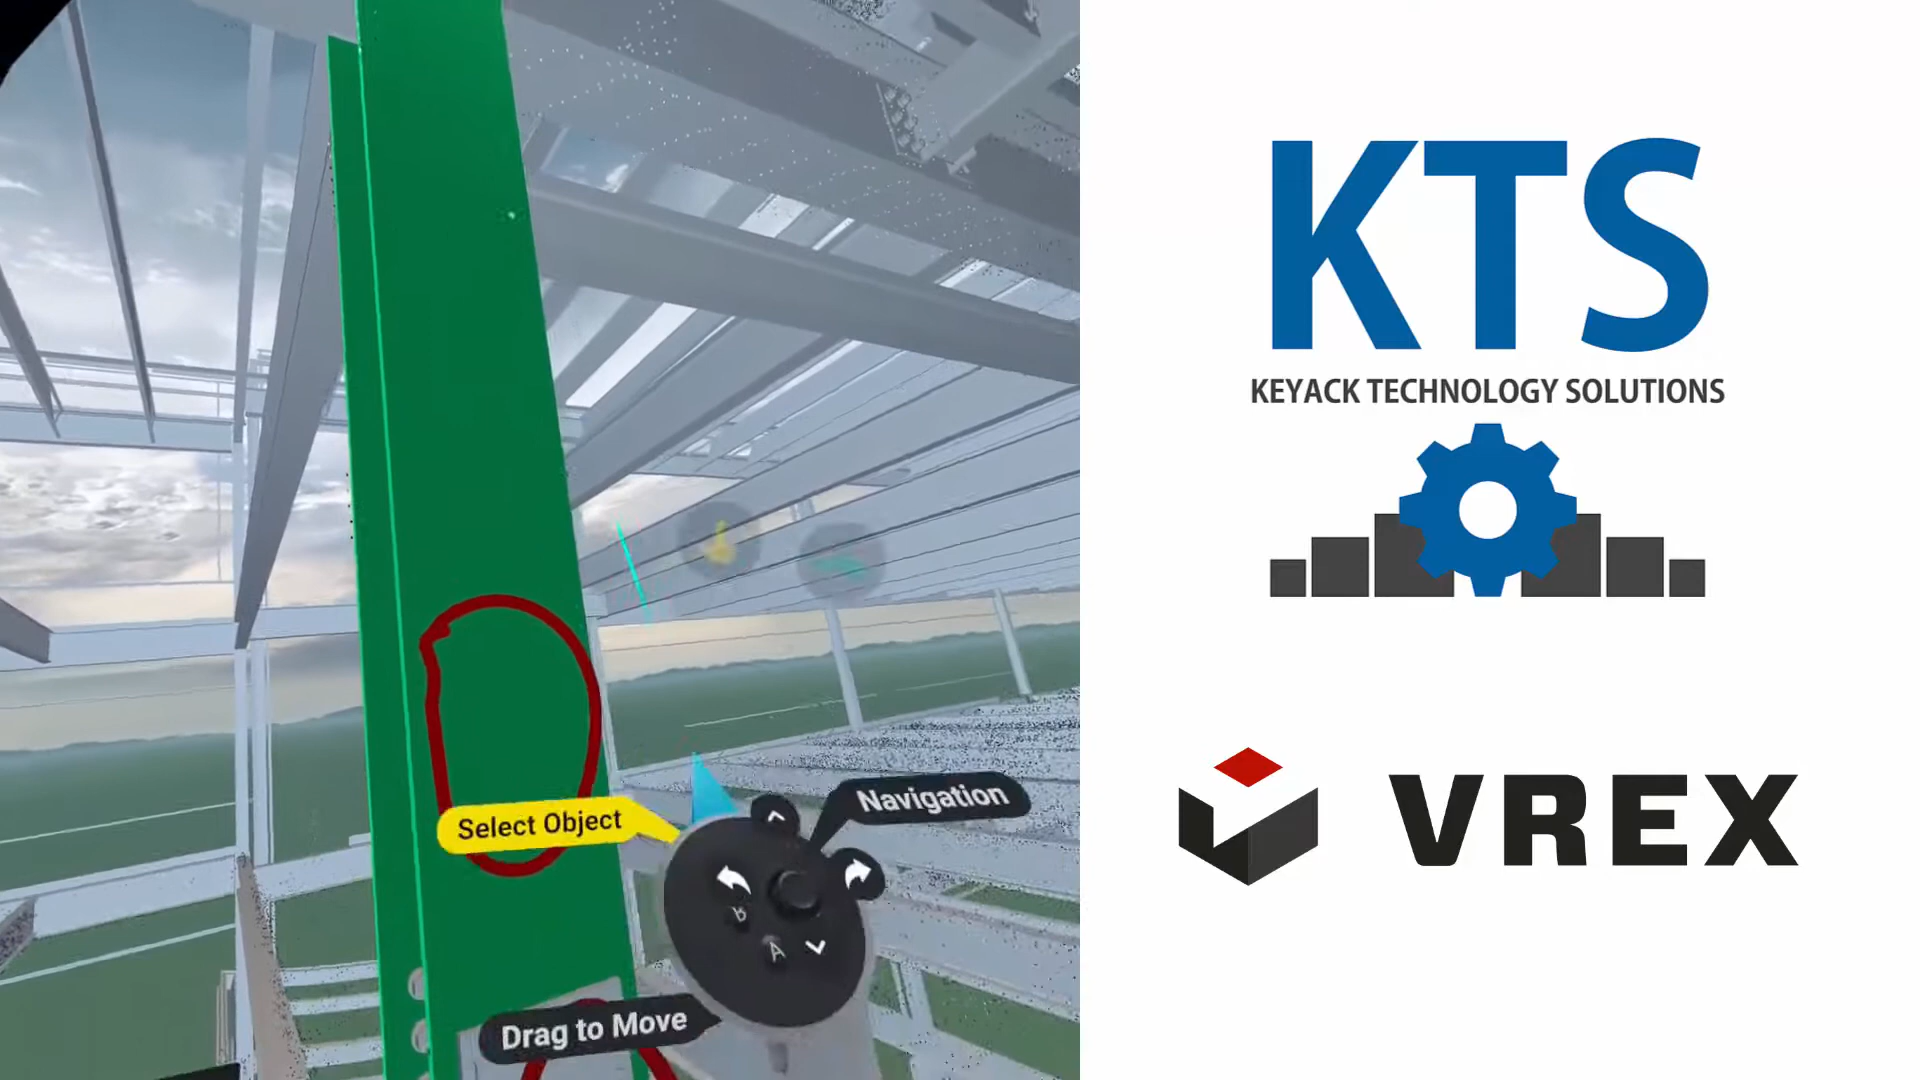 Select Object
Navigation
B
A
Drag to Move
KTS
KEYACK TECHNOLOGY SOLUTIONS
VREX